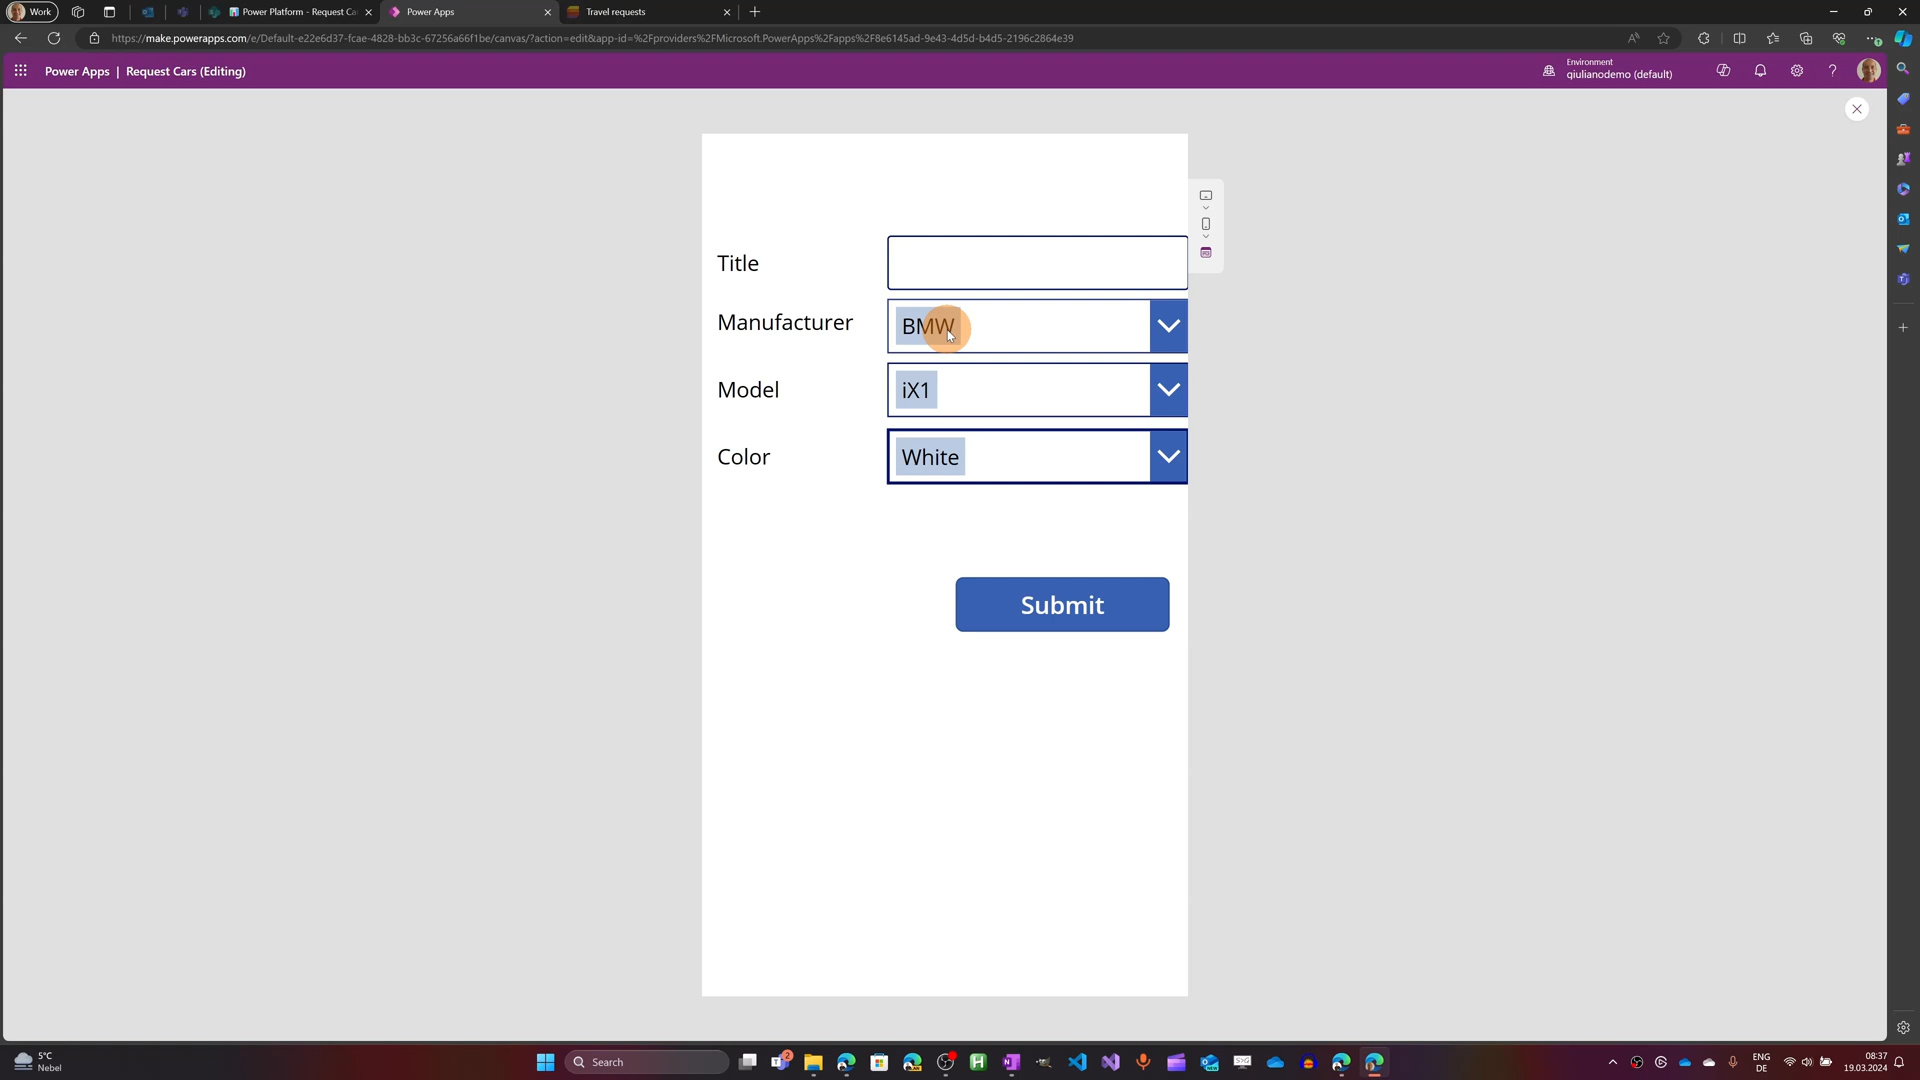 Work
Power Platform - Request Ca
Power Apps
Travel requests
https://make.powerapps.com/e/Default-e22e6d37-fcae-4828-bb3c-67256a66f1be/canvas/?action=edit&app-id=%2Fproviders%2FMicrosoft.PowerApps%2Fapps%2F8e6145ad-9e43-4d5d-b4d5-2196c2864e39
Power Apps | Request Cars (Editing)
Environment
qiulianodemo (default)
Title
Manufacturer
BMW
Model
iX1
Color
White
Submit
5°C
Nebel
Search
2
ENG
DE
08:37
19.03.2024